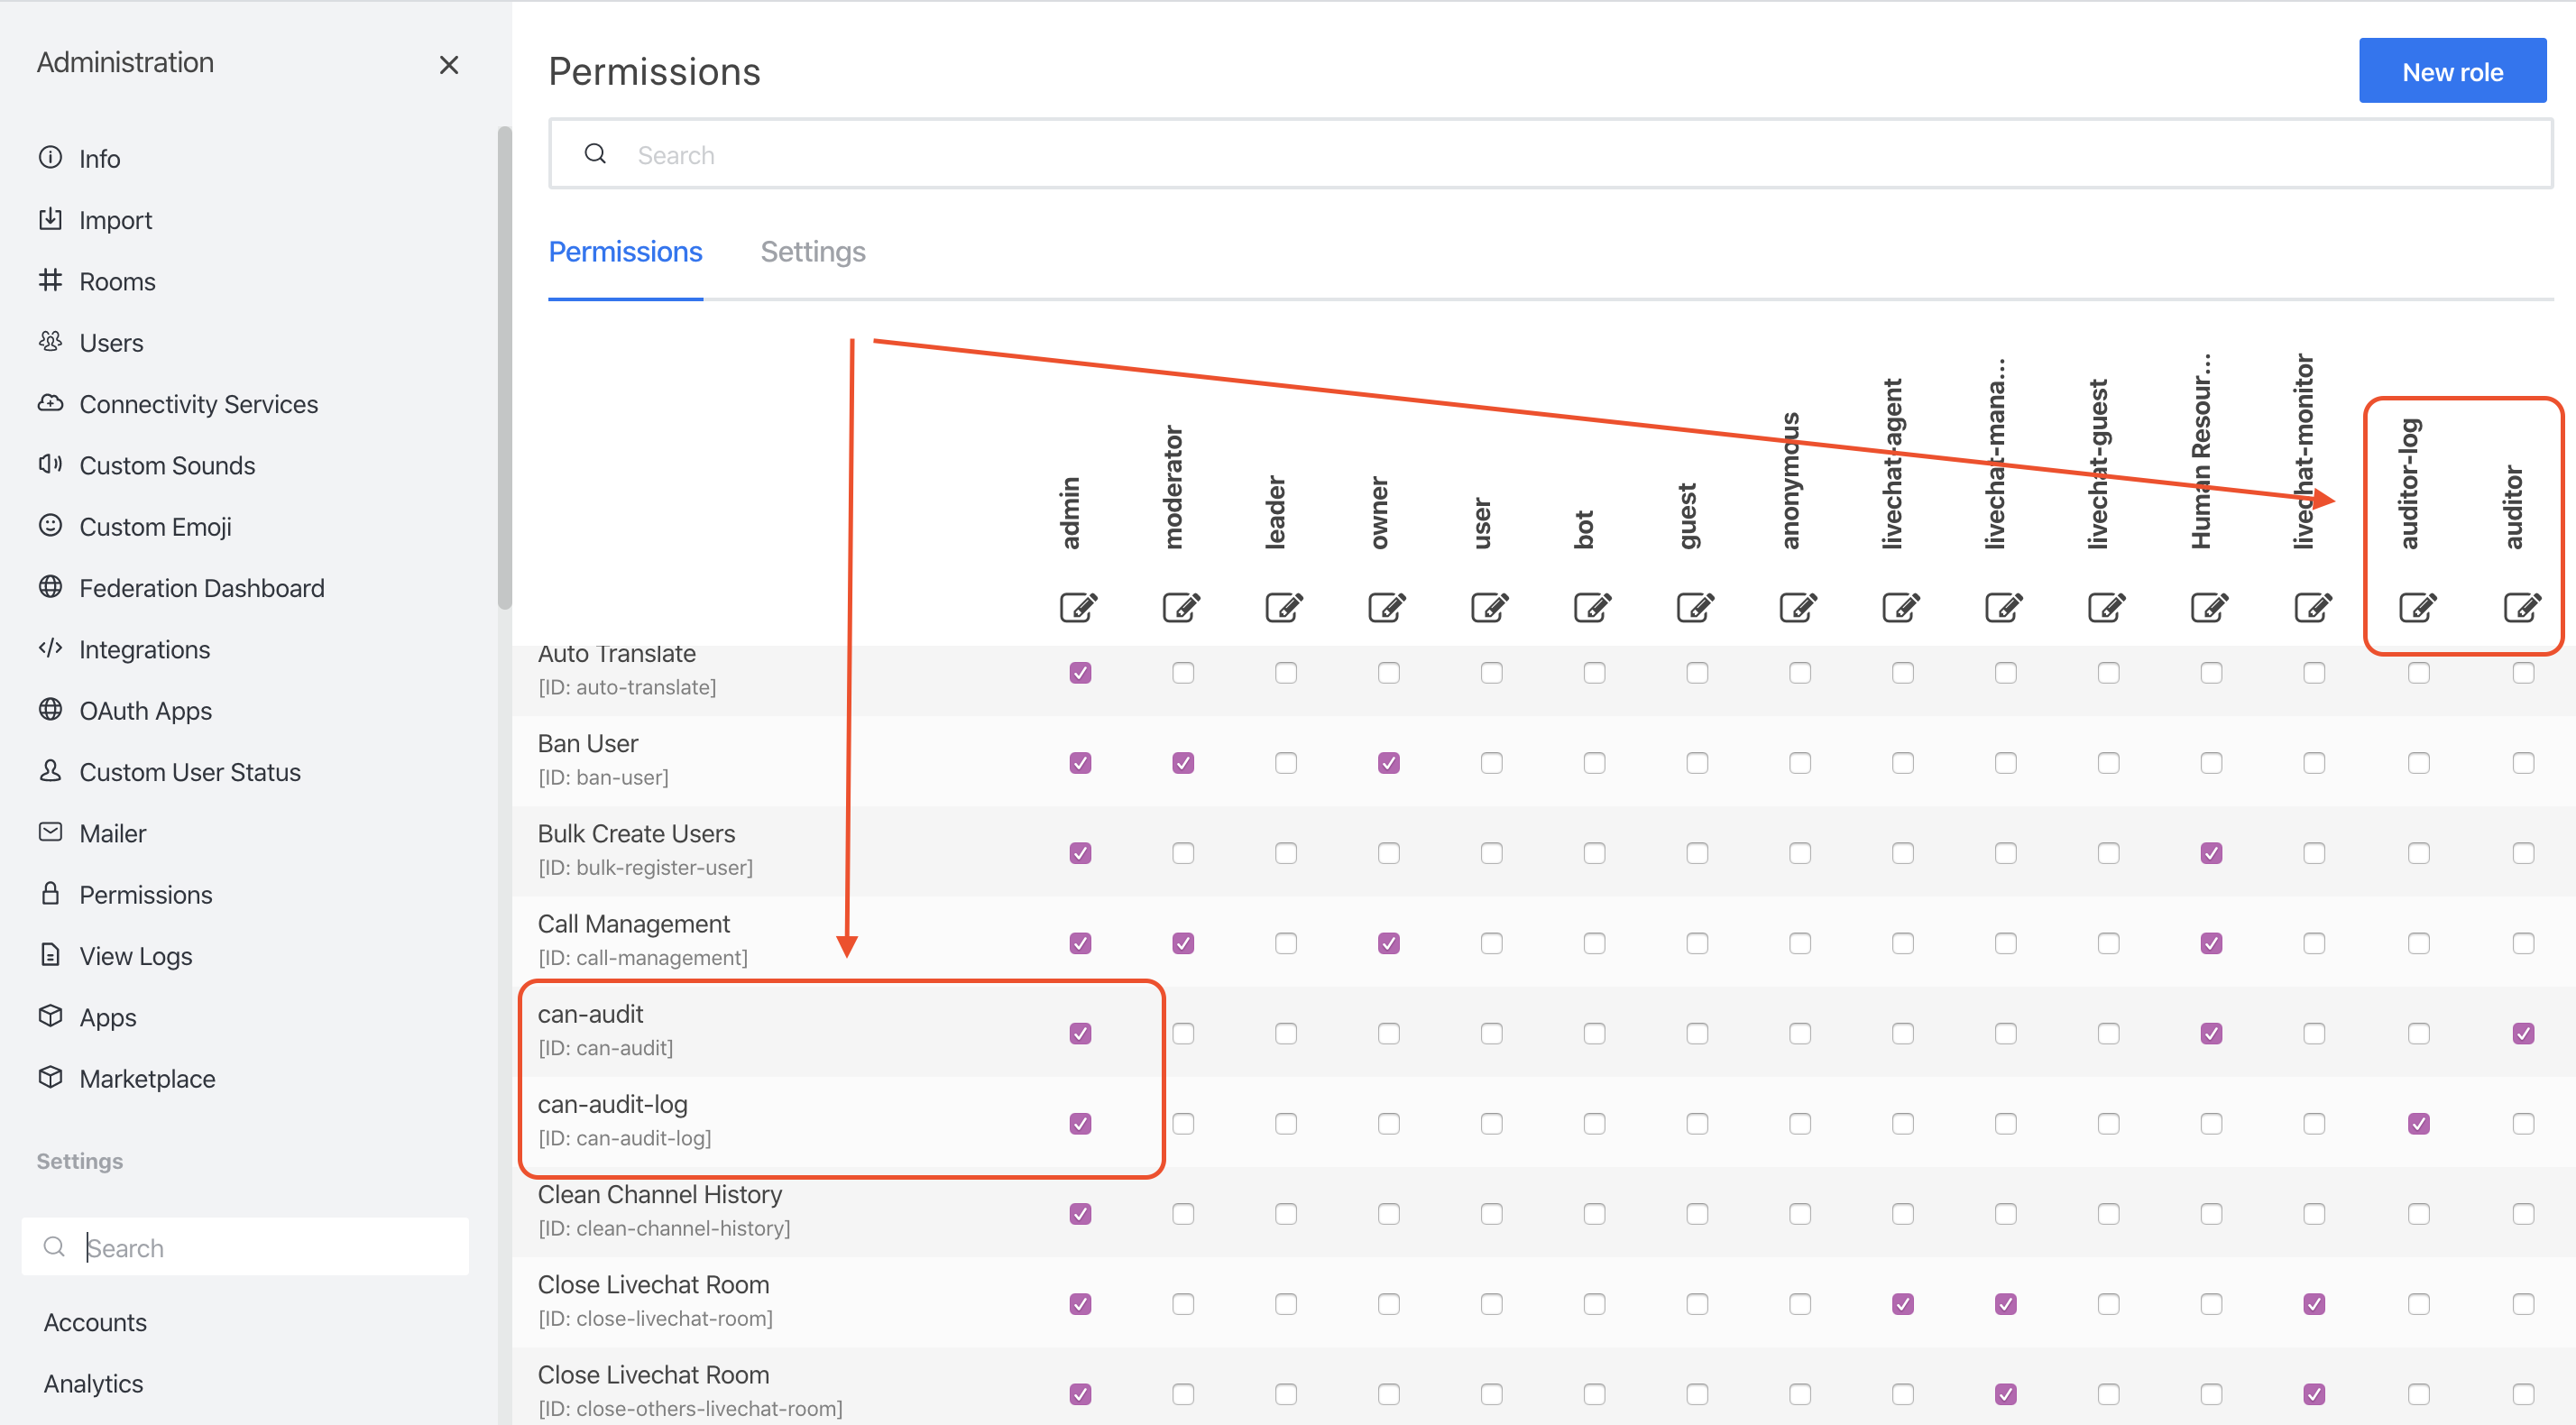 Administration
Info
Import
Rooms
Users
Connectivity Services
Custom Sounds
Custom Emoji
Federation Dashboard
Integrations
OAuth Apps
Custom User Status
Mailer
Permissions
View Logs
Apps
Marketplace
Settings
Search
Accounts
Analytics
Permissions
New role
Search
Permissions
Settings
admin
moderator
leader
owner
user
bot
guest
anonymous
livechat-agent
livechat-mana...
livechat-guest
Human Resour...
livechat-monitor
auditor-log
auditor
Auto Translate
[ID: auto-translate]
Ban User
[ID: ban-user]
Bulk Create Users
[ID: bulk-register-user]
Call Management
[ID: call-management]
can-audit
[ID: can-audit]
can-audit-log
[ID: can-audit-log]
Clean Channel History
[ID: clean-channel-history]
Close Livechat Room
[ID: close-livechat-room]
Close Livechat Room
[ID: close-others-livechat-room]